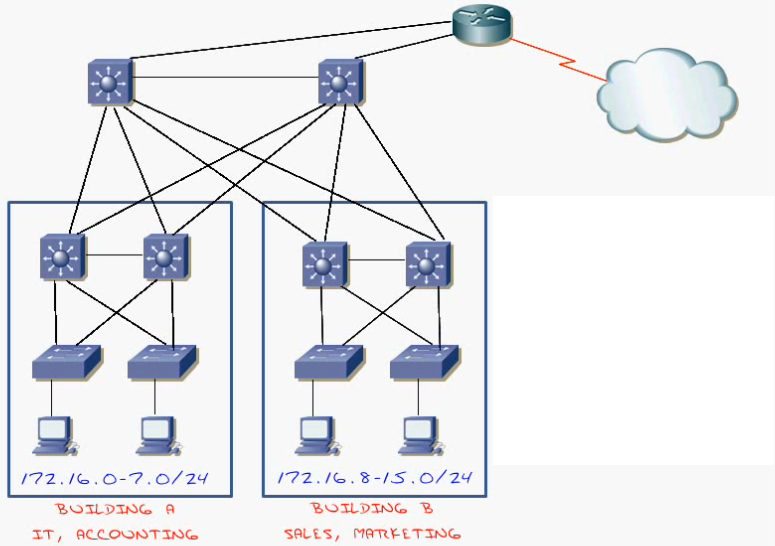 172.16.0-7.0/24
172.16.8-15.0/24
BUILDING A
BUILDING B
IT, ACCOUNTING
SALES, MARKETING